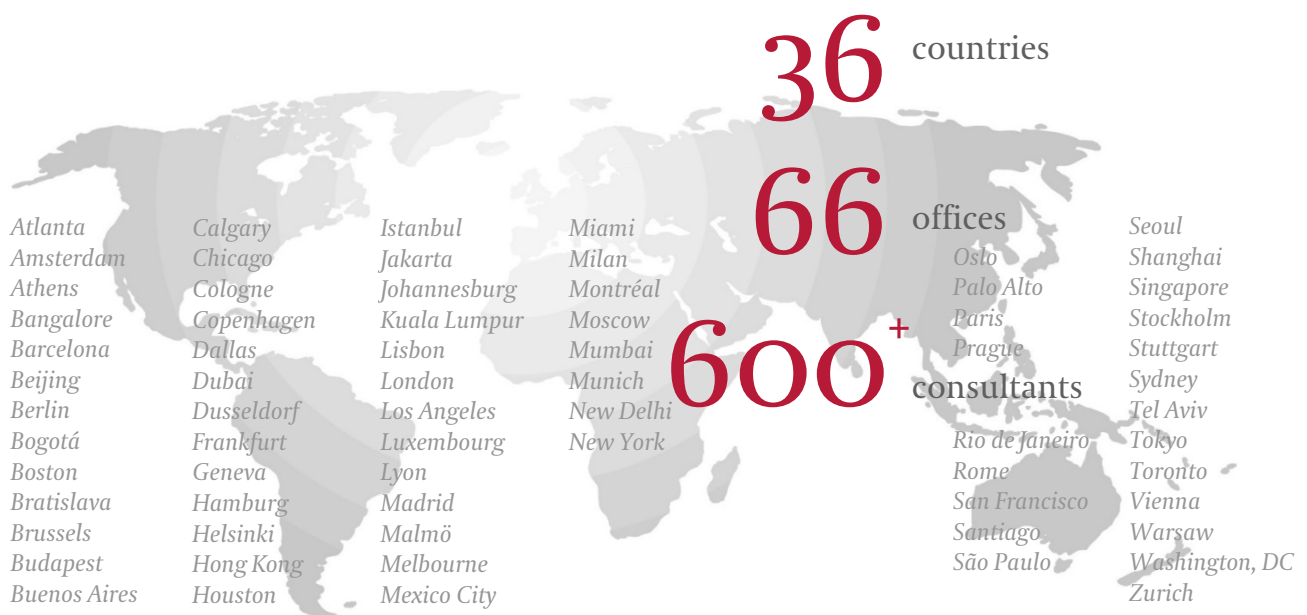 36 countries
66 offices
600+ consultants
Atlanta
Amsterdam
Athens
Bangalore
Barcelona
Beijing
Berlin
Bogotá
Boston
Bratislava
Brussels
Budapest
Buenos Aires
Calgary
Chicago
Cologne
Copenhagen
Dallas
Dubai
Dusseldorf
Frankfurt
Geneva
Hamburg
Helsinki
Hong Kong
Houston
Istanbul
Jakarta
Johannesburg
Kuala Lumpur
Lisbon
London
Los Angeles
Luxembourg
Lyon
Madrid
Malmö
Melbourne
Mexico City
Miami
Milan
Montréal
Moscow
Mumbai
Munich
New Delhi
New York
Oslo
Palo Alto
Paris
Prague
Rio de Janeiro
Rome
San Francisco
Santiago
São Paulo
Seoul
Shanghai
Singapore
Stockholm
Stuttgart
Sydney
Tel Aviv
Tokyo
Toronto
Vienna
Warsaw
Washington, DC
Zurich